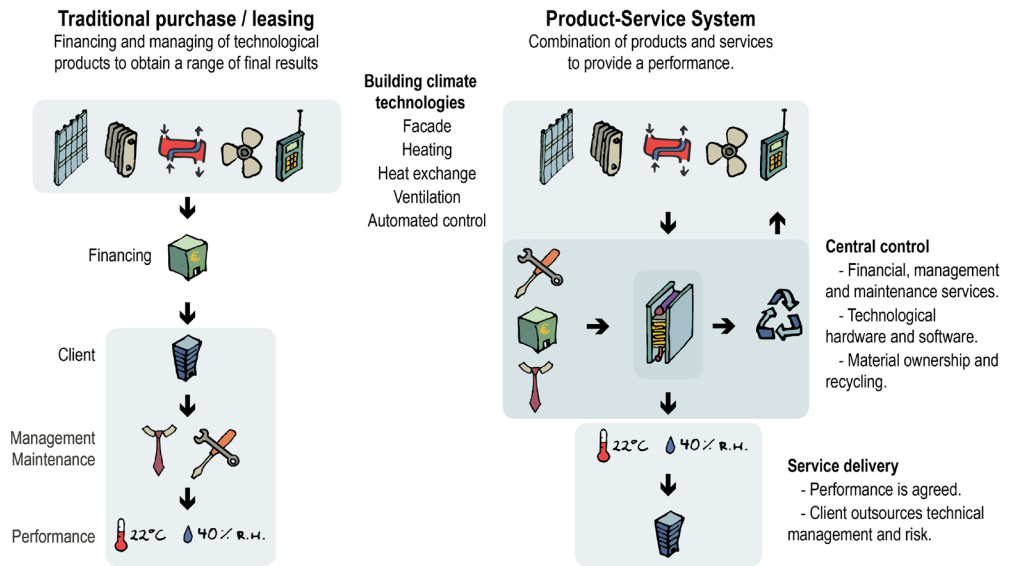 Traditional purchase / leasing
Financing and managing of technological
products to obtain a range of final results
Product-Service System
Combination of products and services
to provide a performance.
Building climate
technologies
Facade
Heating
Heat exchange
Ventilation
Automated control
Financing
€
Client
Management
Maintenance
Performance
22°C 40% R.H.
€
Central control
- Financial, management
and maintenance services.
- Technological
hardware and software.
- Material ownership and
recycling.
22°C 40% R.H.
Service delivery
- Performance is agreed.
- Client outsources technical
management and risk.